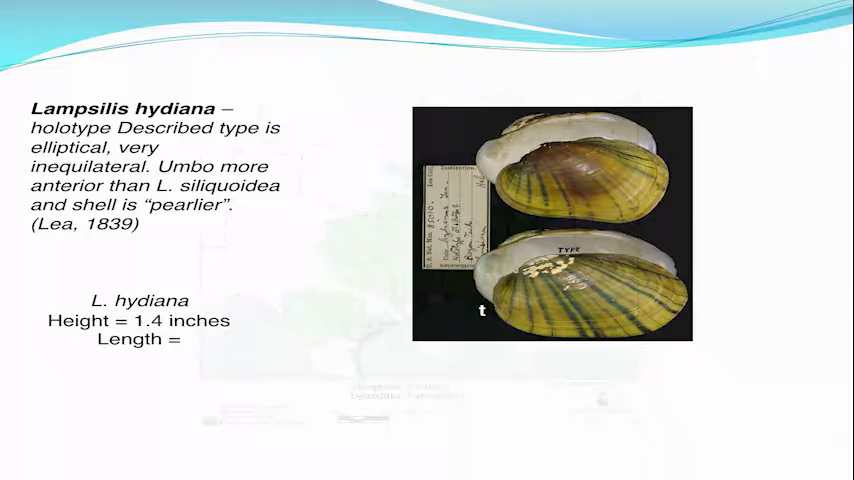 Lampsilis hydiana –
holotype Described type is
elliptical, very
inequilateral. Umbo more
anterior than L. siliquoidea
and shell is “pearlier”.
(Lea, 1839)
L. hydiana
Height = 1.4 inches
Length =
TYPE
t